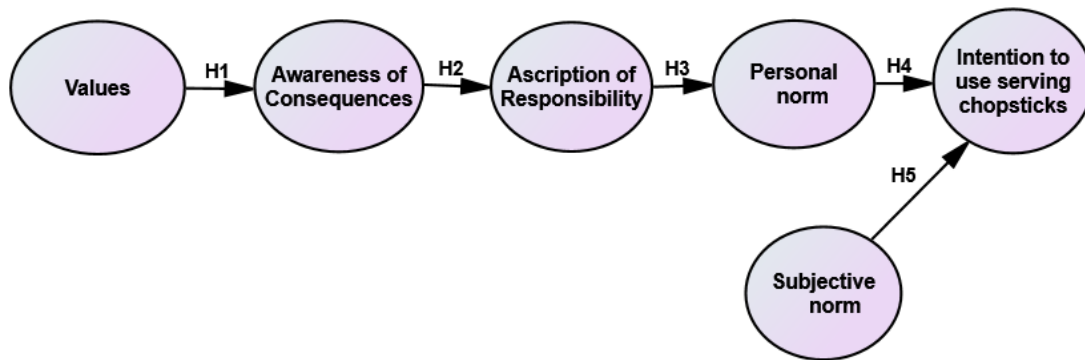 Values
H1
Awareness of
Consequences
H2
Ascription of
Responsibility
H3
Personal
norm
H4
Intention to
use serving
chopsticks
H5
Subjective
norm